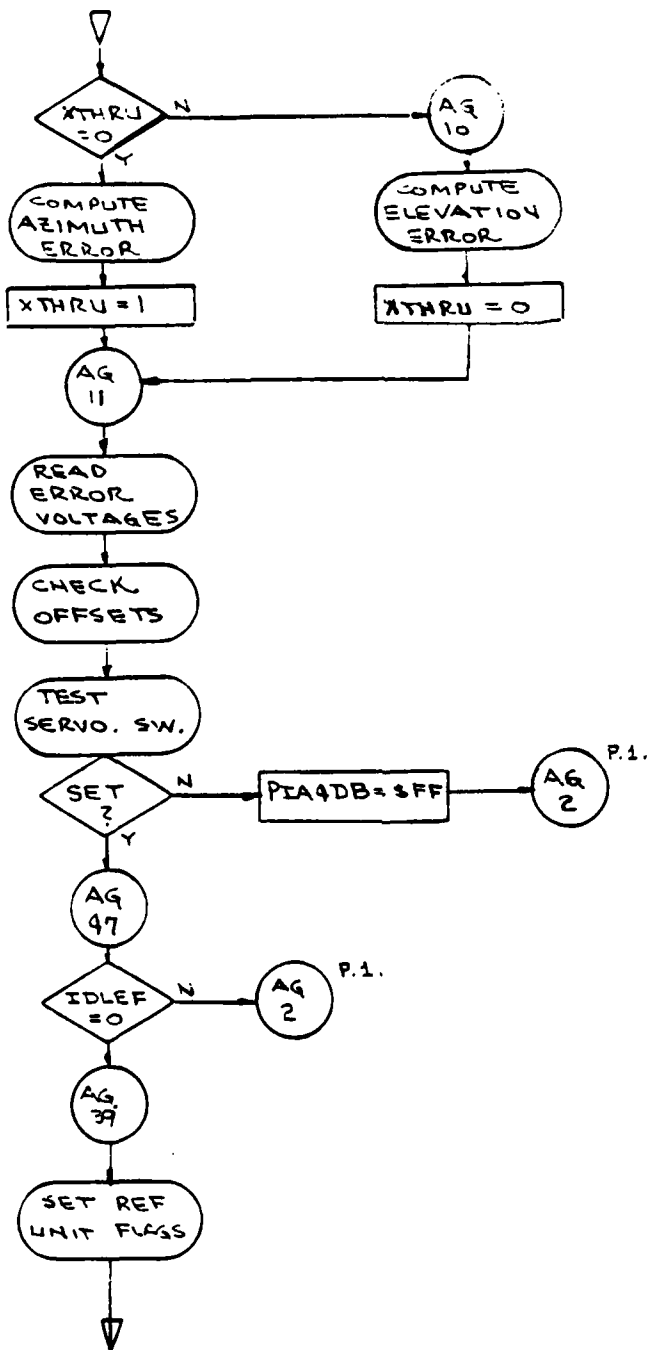 XTHRU
=0
N
Y
AG
10
COMPUTE
AZIMUTH
ERROR
COMPUTE
ELEVATION
ERROR
XTHRU=1
XTHRU = 0
AG
11
READ
ERROR
VOLTAGES
CHECK
OFFSETS
TEST
SERVO. SW.
SET
?
N
Y
PIA4DB=$FF
AG
2
P.1.
AG
47
IDLEF
=0
N
AG
2
P.1.
AG.
39
SET REF
UNIT FLAGS